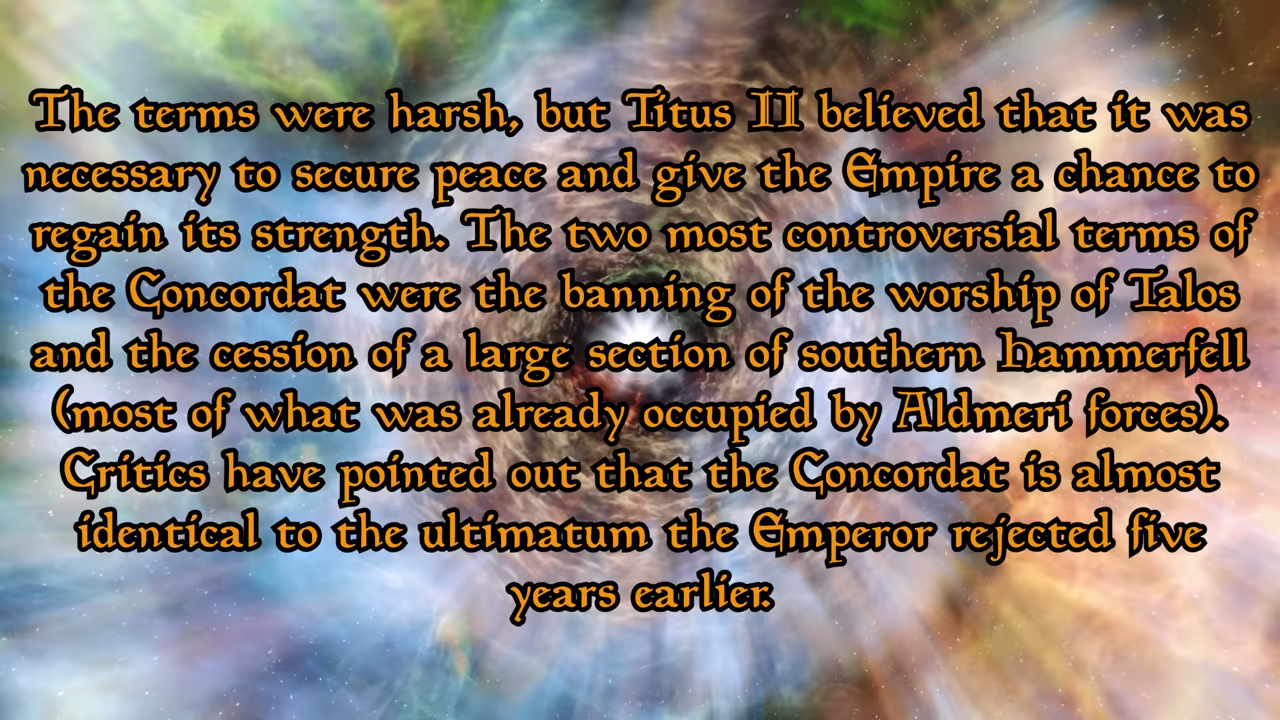 The terms were harsh, but Titus II believed that it was
necessary to secure peace and give the Empire a chance to
regain its strength. The two most controversial terms of
the Concordat were the banning of the worship of Talos
and the cession of a large section of southern Hammerfell
(most of what was already occupied by Aldmeri forces).
Critics have pointed out that the Concordat is almost
identical to the ultimatum the Emperor rejected five
years earlier.